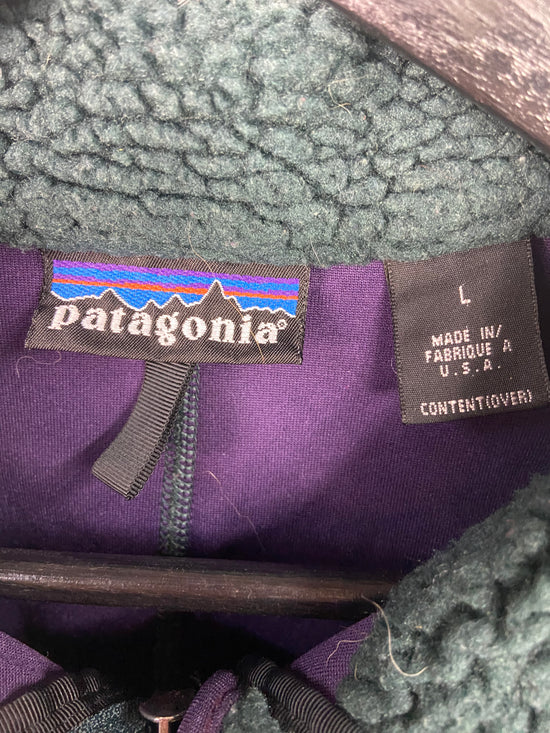 patagonia®
L
MADE IN/
FABRIQUE A
U.S.A.
CONTENT(OVER)